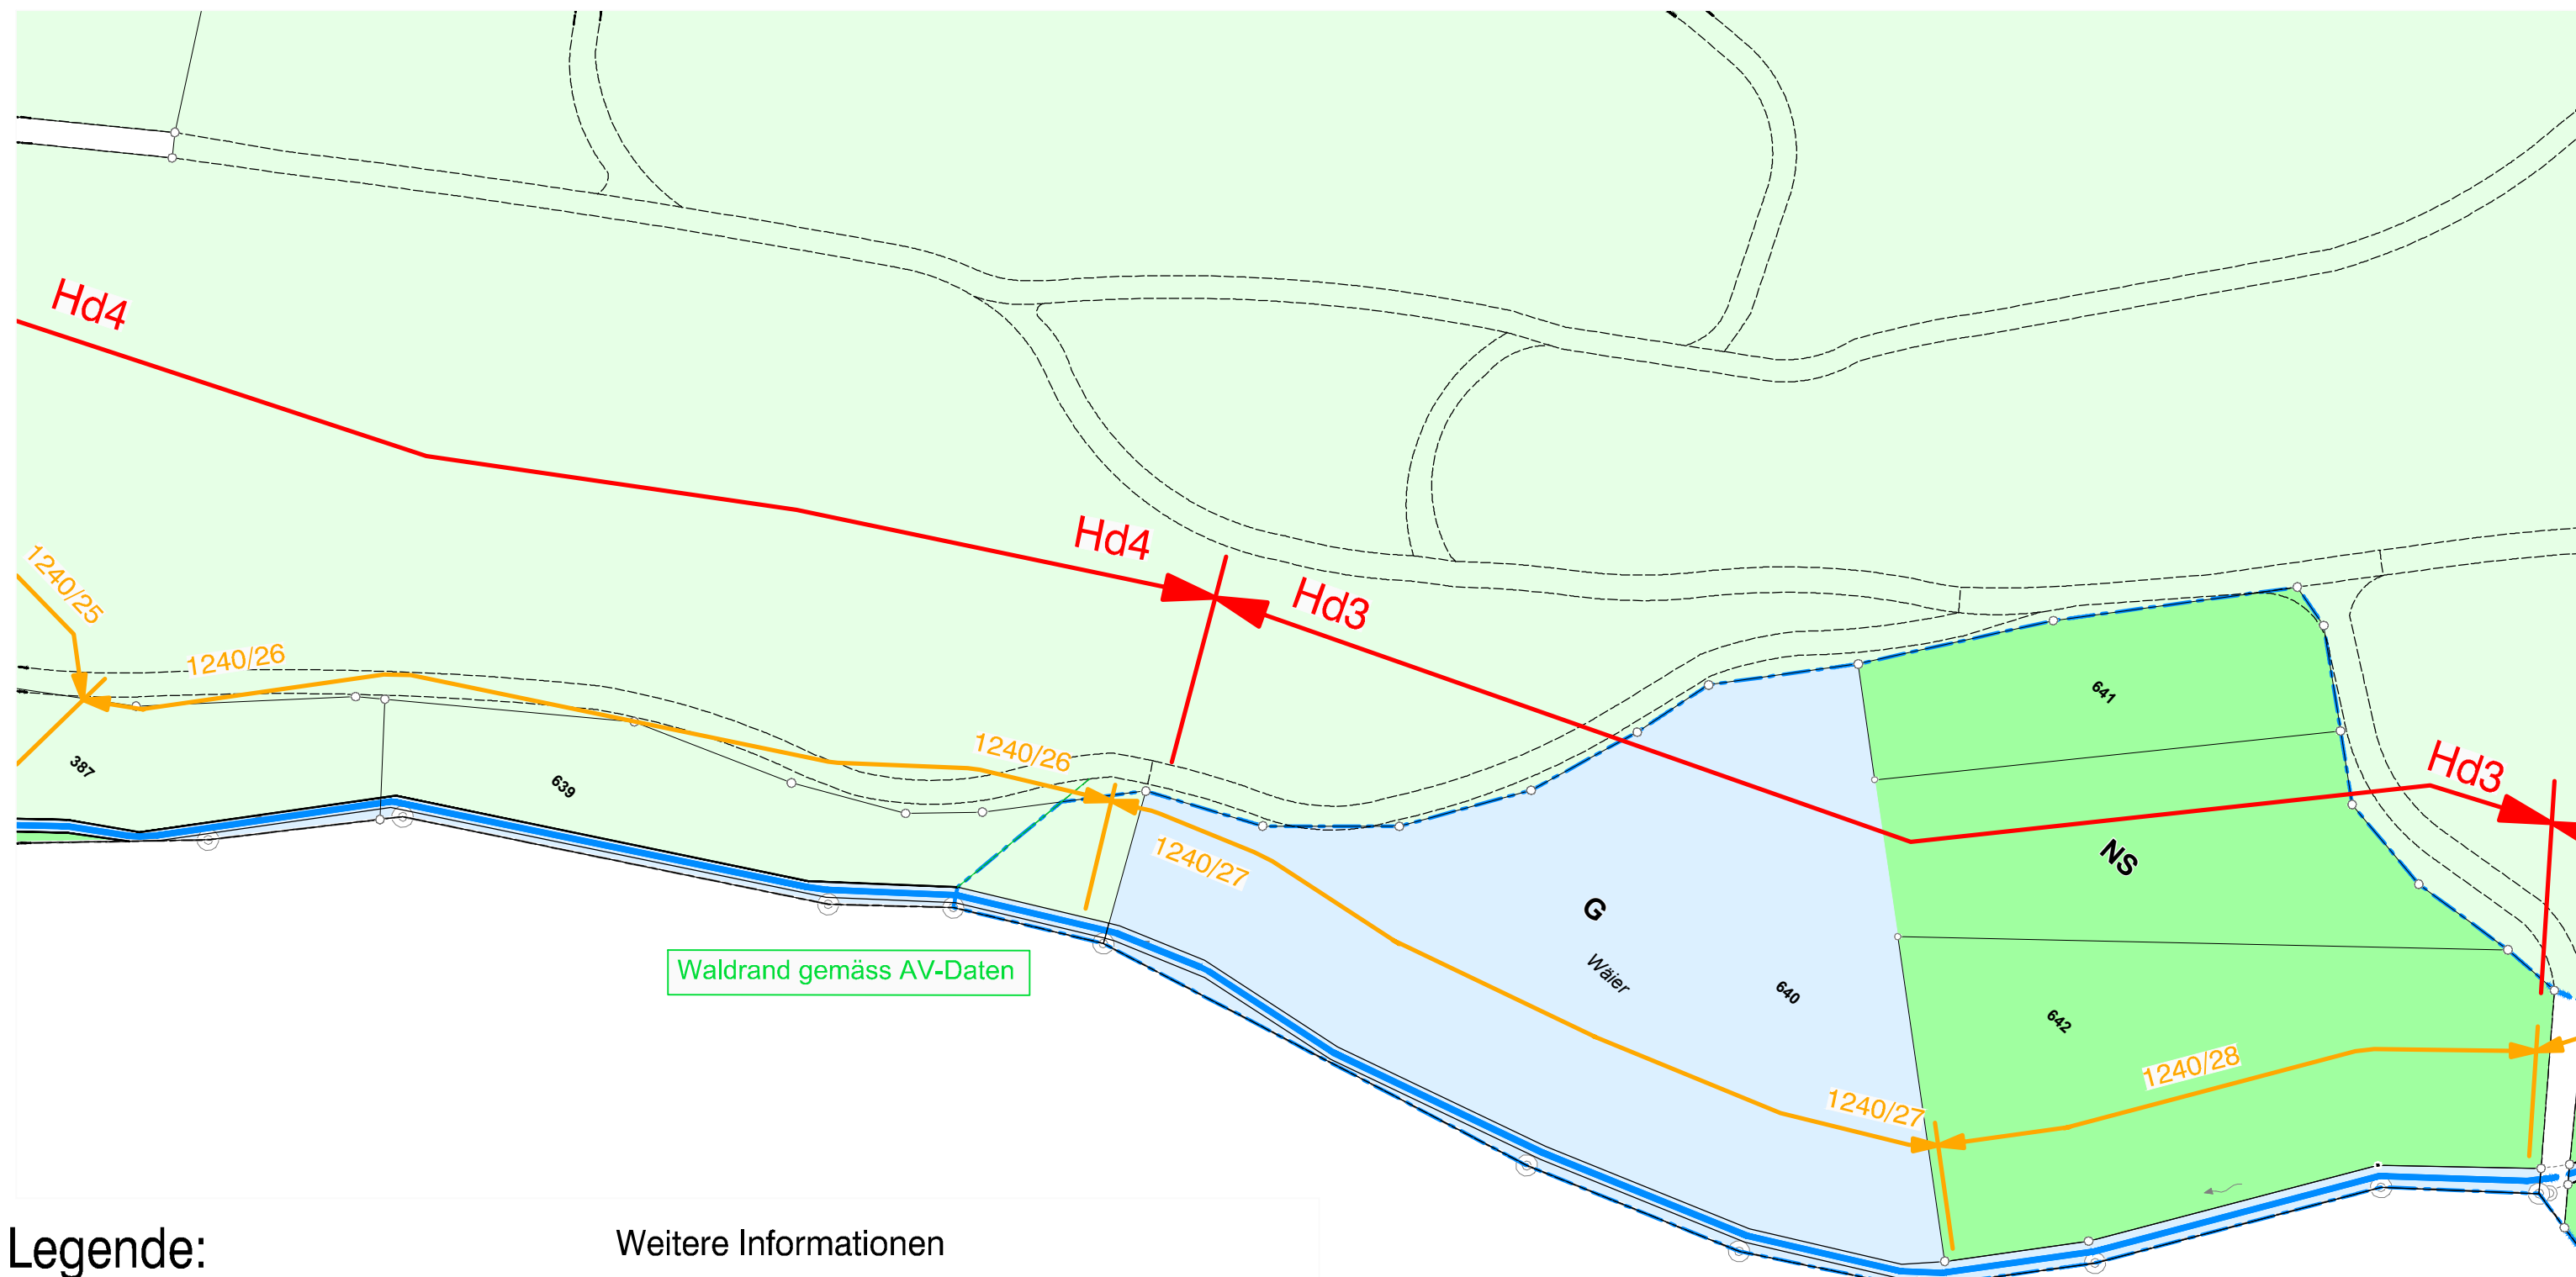 Hd4
Hd4
Hd3
1240/25
1240/26
641
387
639
1240/26
Hd3
1240/27
NS
G
Waldrand gemäss AV-Daten
Wäier
640
642
1240/28
1240/27
Legende:
Weitere Informationen